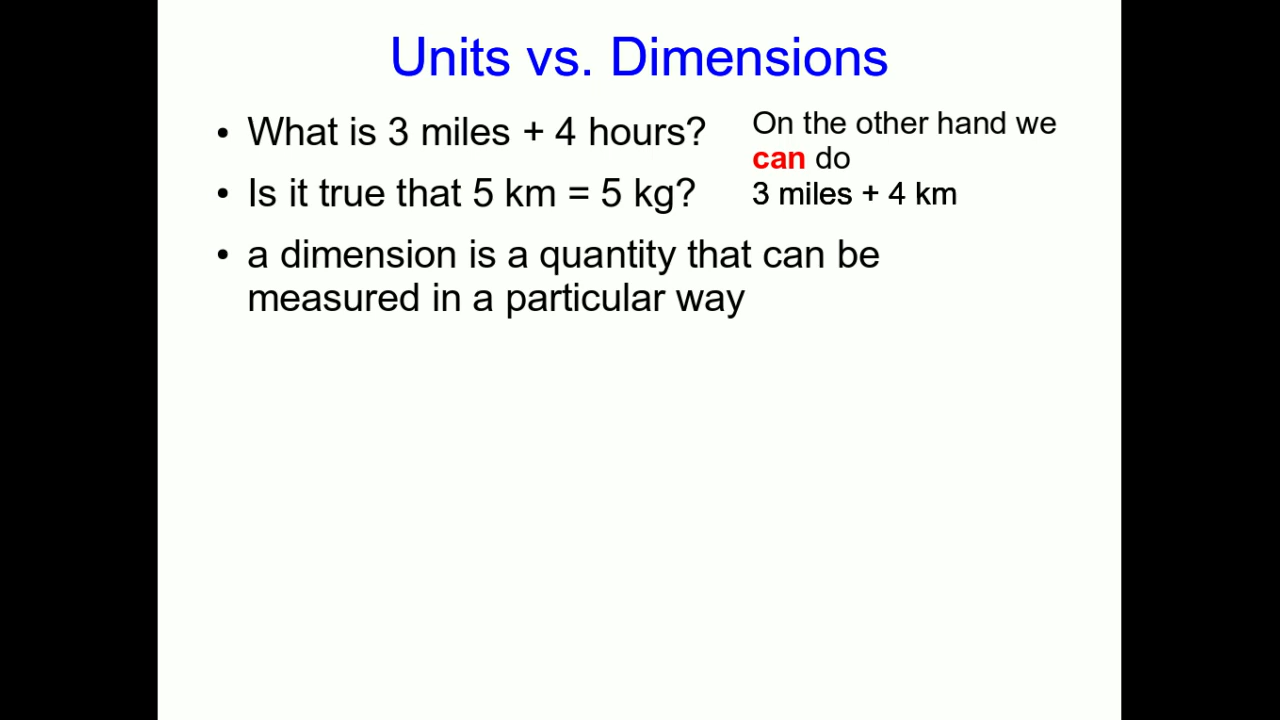 Units vs. Dimensions
• What is 3 miles + 4 hours?
• Is it true that 5 km = 5 kg?
On the other hand we
can do
3 miles + 4 km
• a dimension is a quantity that can be
measured in a particular way